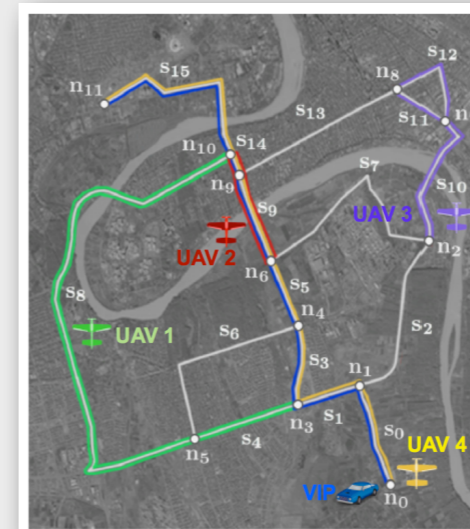 s₁₅
s₁₂
n₁₁
n₈
s₁₃
s₁₁
n
n₁₀
s₁₄
s₇
n₉
s₁₀
s₉
UAV 3
UAV 2
n₂
n₆
s₈
s₅
UAV 1
n₄
s₆
s₂
s₃
n₁
n₃
s₁
s₄
s₀
n₅
UAV 4
VIP
n₀